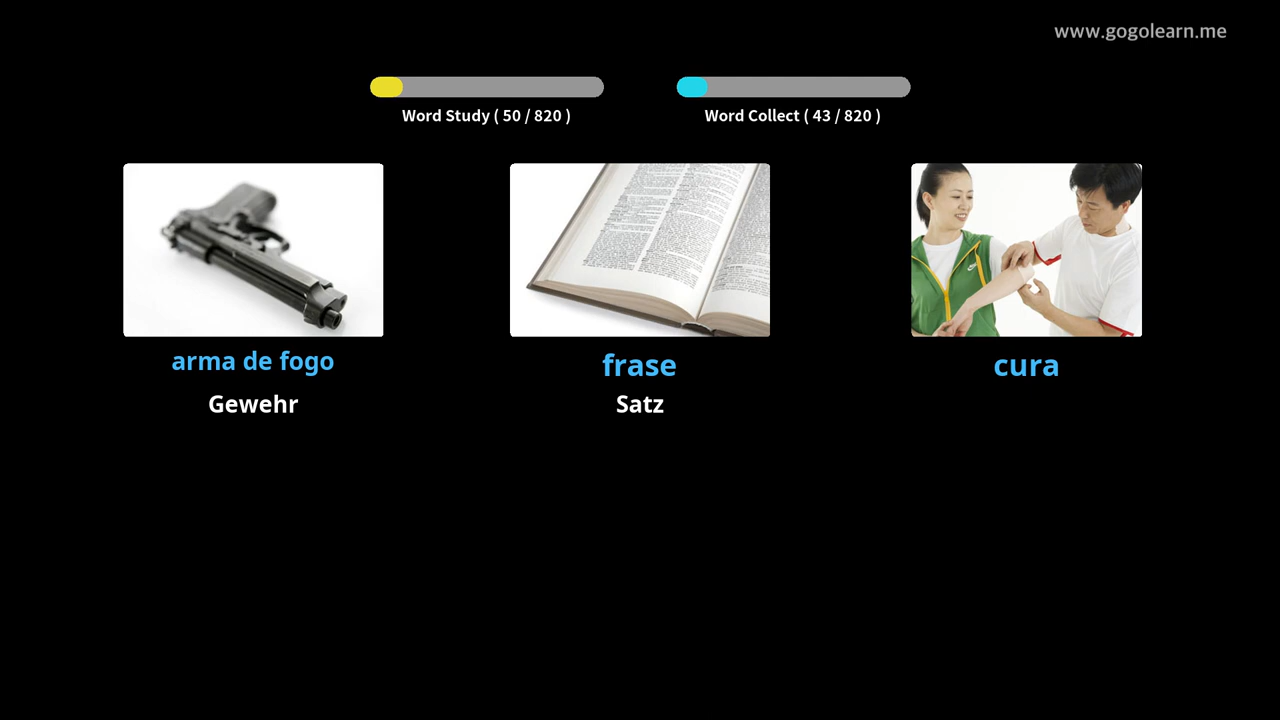 www.gogolearn.me
Word Study ( 50 / 820 )
Word Collect ( 43 / 820 )
arma de fogo
frase
cura
Gewehr
Satz